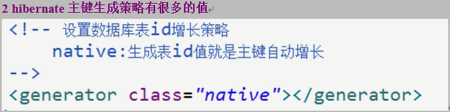 2 hibernate 主键生成策略有很多的值
<!-- 设置数据库表id增长策略
native:生成表id值就是主键自动增长
-->
<generator class="native"></generator>